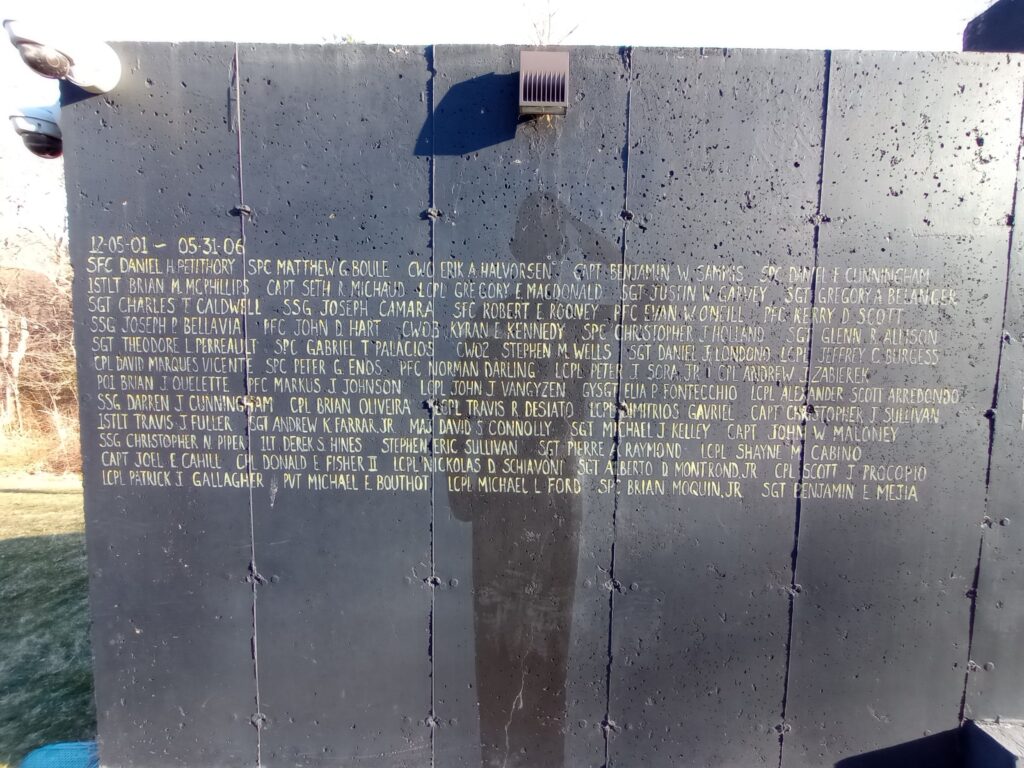 12-05-01 - 05-31-06
SFC DANIEL H. PETITHORY SPC MATTHEW G. BOULE CWO ERIK A. HALVORSEN CAPT BENJAMIN W. SAMMIS SPC DANIEL F. CUNNINGHAM
1STLT BRIAN M. MCPHILLIPS CAPT SETH R. MICHAUD LCPL GREGORY E. MACDONALD SGT JUSTIN W. GARVEY SGT GREGORY A. BELANGER
SGT CHARLES T. CALDWELL SSG JOSEPH CAMARA SFC ROBERT E. ROONEY PFC EVAN W. ONEILL PFC KERRY D. SCOTT
SSG JOSEPH P. BELLAVIA PFC JOHN D. HART CWO3 KYRAN E. KENNEDY SPC CHRISTOPHER J. HOLLAND SGT GLENN R. ALLISON
SGT THEODORE L. PERREAULT SPC GABRIEL T. PALACIOS CWO2 STEPHEN M. WELLS SGT DANIEL J. LONDONO LCPL JEFFREY C. BURGESS
CPL DAVID MARQUES VICENTE SPC PETER G. ENOS PFC NORMAN DARLING LCPL PETER J. SORA, JR CPL ANDREW J. ZABIEREK
PO1 BRIAN J. OUELETTE PFC MARKUS J. JOHNSON LCPL JOHN J. VANGYZEN GYSGT ELIA P. FONTECCHIO LCPL ALEXANDER SCOTT ARREDONDO
SSG DARREN J. CUNNINGHAM CPL BRIAN OLIVEIRA LCPL TRAVIS R. DESIATO LCPL DIMITRIOS GAVRIEL CAPT CHRISTOPHER J. SULLIVAN
1STLT TRAVIS J. FULLER SGT ANDREW K. FARRAR, JR. MAJ DAVID S. CONNOLLY SGT MICHAEL J. KELLEY CAPT JOHN W. MALONEY
SSG CHRISTOPHER N. PIPER 1LT DEREK S. HINES STEPHEN ERIC SULLIVAN SGT PIERRE A. RAYMOND LCPL SHAYNE M. CABINO
CAPT JOEL E. CAHILL CPL DONALD E. FISHER II LCPL NICKOLAS D. SCHIAVONI SGT ALBERTO D. MONTROND, JR CPL SCOTT J. PROCOPIO
LCPL PATRICK J. GALLAGHER PVT MICHAEL E. BOUTHOT LCPL MICHAEL L. FORD SPC BRIAN MOQUIN, JR. SGT BENJAMIN E. MEJIA